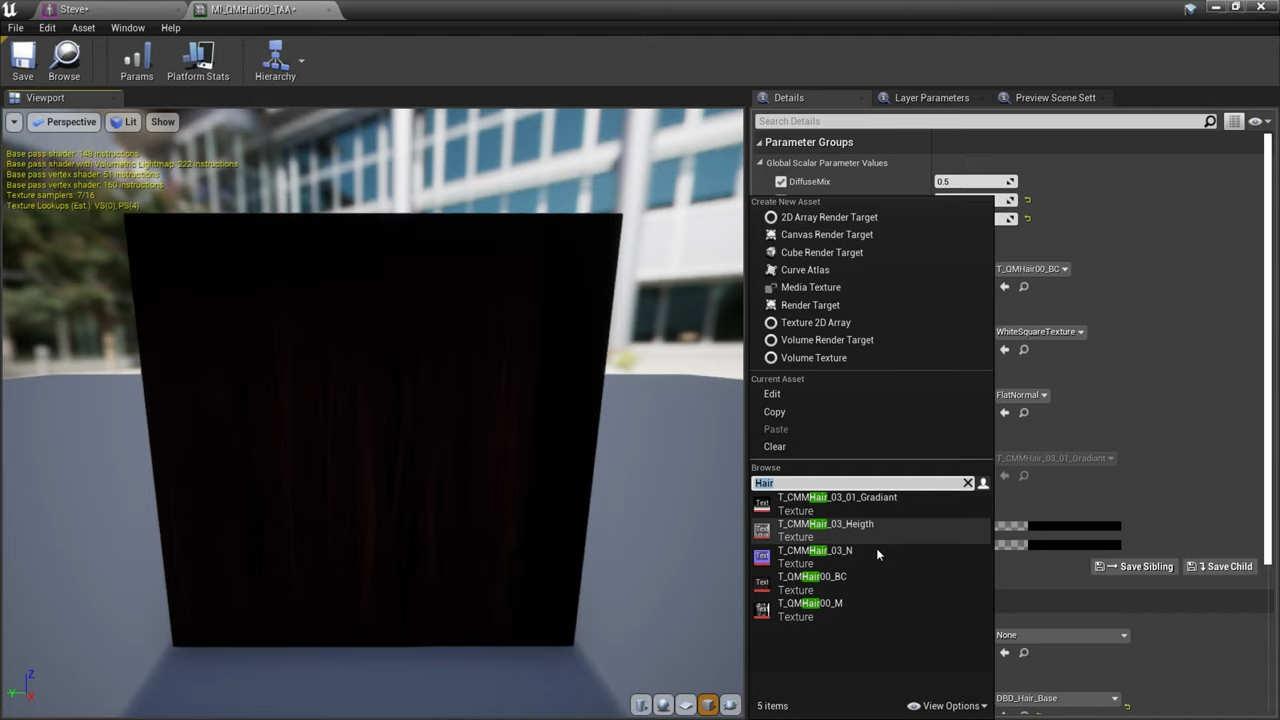 Steve*
MI_QMHair00_TAA*
File Edit Asset Window Help
Save Browse Params Platform Stats Hierarchy
Viewport
Details Layer Parameters Preview Scene Sett
Perspective Lit Show
Search Details
Base pass shader: 148 instructions
Base pass shader with Volumetric Lightmap: 222 instructions
Base pass vertex shader: 51 instructions
Base pass vertex shader: 160 instructions
Texture samplers: 7/16
Texture Lookups (Est.): VS(0), PS(4)
Parameter Groups
Global Scalar Parameter Values
DiffuseMix 0.5
Create New Asset
2D Array Render Target
Canvas Render Target
Cube Render Target
Curve Atlas
Media Texture
Render Target
Texture 2D Array
Volume Render Target
Volume Texture
Current Asset
Edit
Copy
Paste
Clear
Browse
Hair
T_CMMHair_03_01_Gradiant
Texture
T_CMMHair_03_Heigth
Texture
T_CMMHair_03_N
Texture
T_QMHair00_BC
Texture
T_QMHair00_M
Texture
5 items
View Options
T_QMHair00_BC
WhiteSquareTexture
FlatNormal
T_CMMHair_03_01_Gradiant
Save Sibling Save Child
None
DBD_Hair_Base
Z
Y
X